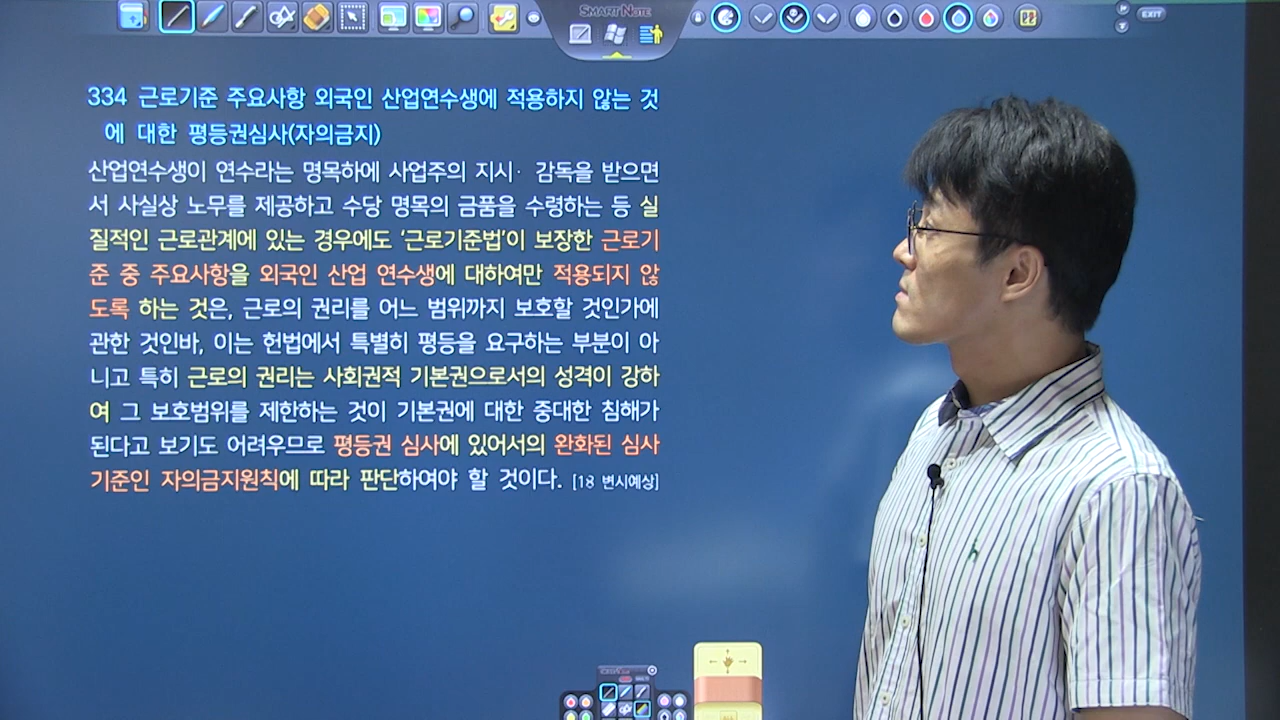 SMART NOTE
EXIT
334 근로기준 주요사항 외국인 산업연수생에 적용하지 않는 것
에 대한 평등권심사(자의금지)
산업연수생이 연수라는 명목하에 사업주의 지시· 감독을 받으면
서 사실상 노무를 제공하고 수당 명목의 금품을 수령하는 등 실
질적인 근로관계에 있는 경우에도 ‘근로기준법’이 보장한 근로기
준 중 주요사항을 외국인 산업 연수생에 대하여만 적용되지 않
도록 하는 것은, 근로의 권리를 어느 범위까지 보호할 것인가에
관한 것인바, 이는 헌법에서 특별히 평등을 요구하는 부분이 아
니고 특히 근로의 권리는 사회권적 기본권으로서의 성격이 강하
여 그 보호범위를 제한하는 것이 기본권에 대한 중대한 침해가
된다고 보기도 어려우므로 평등권 심사에 있어서의 완화된 심사
기준인 자의금지원칙에 따라 판단하여야 할 것이다. [18 변시예상]